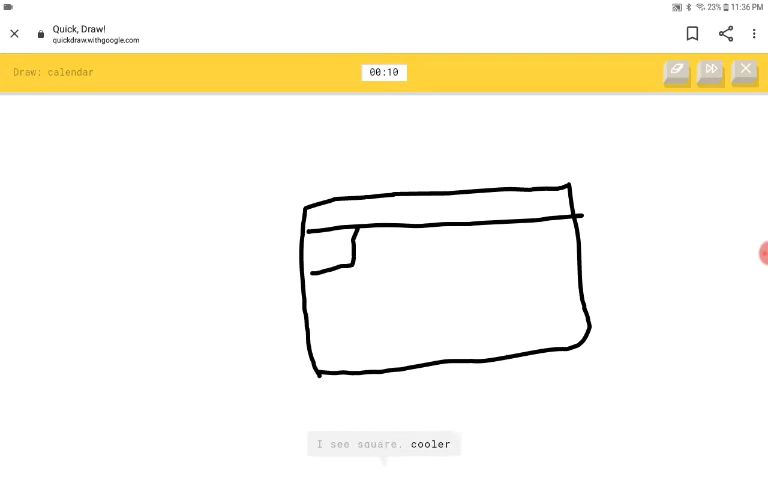 23% 11:36 PM
Quick, Draw!
quickdraw.withgoogle.com
Draw: calendar
00:10
I see square. cooler